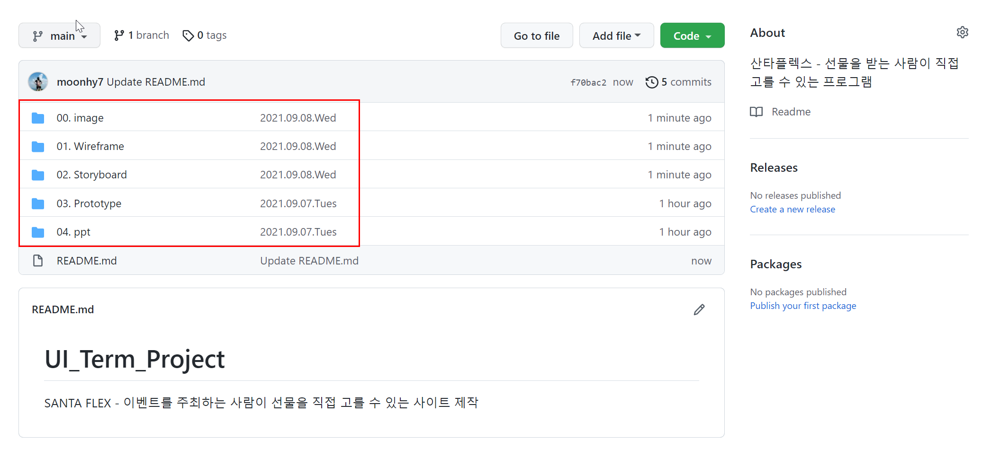 main
1 branch
0 tags
Go to file
Add file
Code
moonhy7 Update README.md
f70bac2 now
5 commits
00. image 2021.09.08.Wed 1 minute ago
01. Wireframe 2021.09.08.Wed 1 minute ago
02. Storyboard 2021.09.08.Wed 1 minute ago
03. Prototype 2021.09.07.Tues 1 hour ago
04. ppt 2021.09.07.Tues 1 hour ago
README.md Update README.md now
README.md
UI_Term_Project
SANTA FLEX - 이벤트를 주최하는 사람이 선물을 직접 고를 수 있는 사이트 제작
About
산타플렉스 - 선물을 받는 사람이 직접
고를 수 있는 프로그램
Readme
Releases
No releases published
Create a new release
Packages
No packages published
Publish your first package